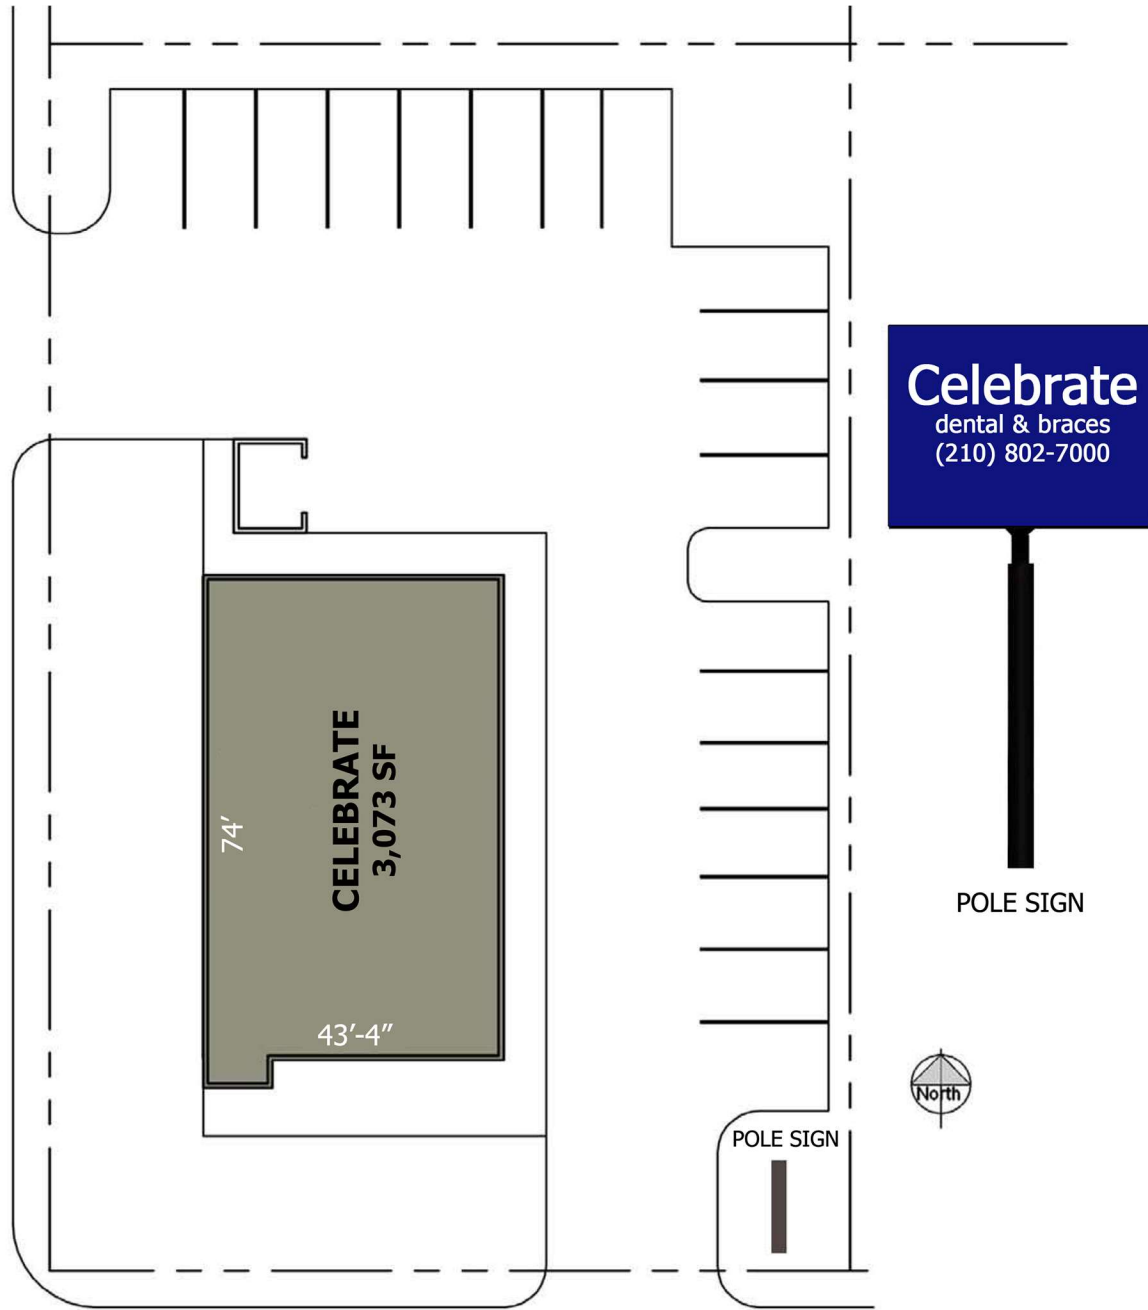 Celebrate
dental & braces
(210) 802-7000
POLE SIGN
CELEBRATE
3,073 SF
74'
43'-4"
North
POLE SIGN